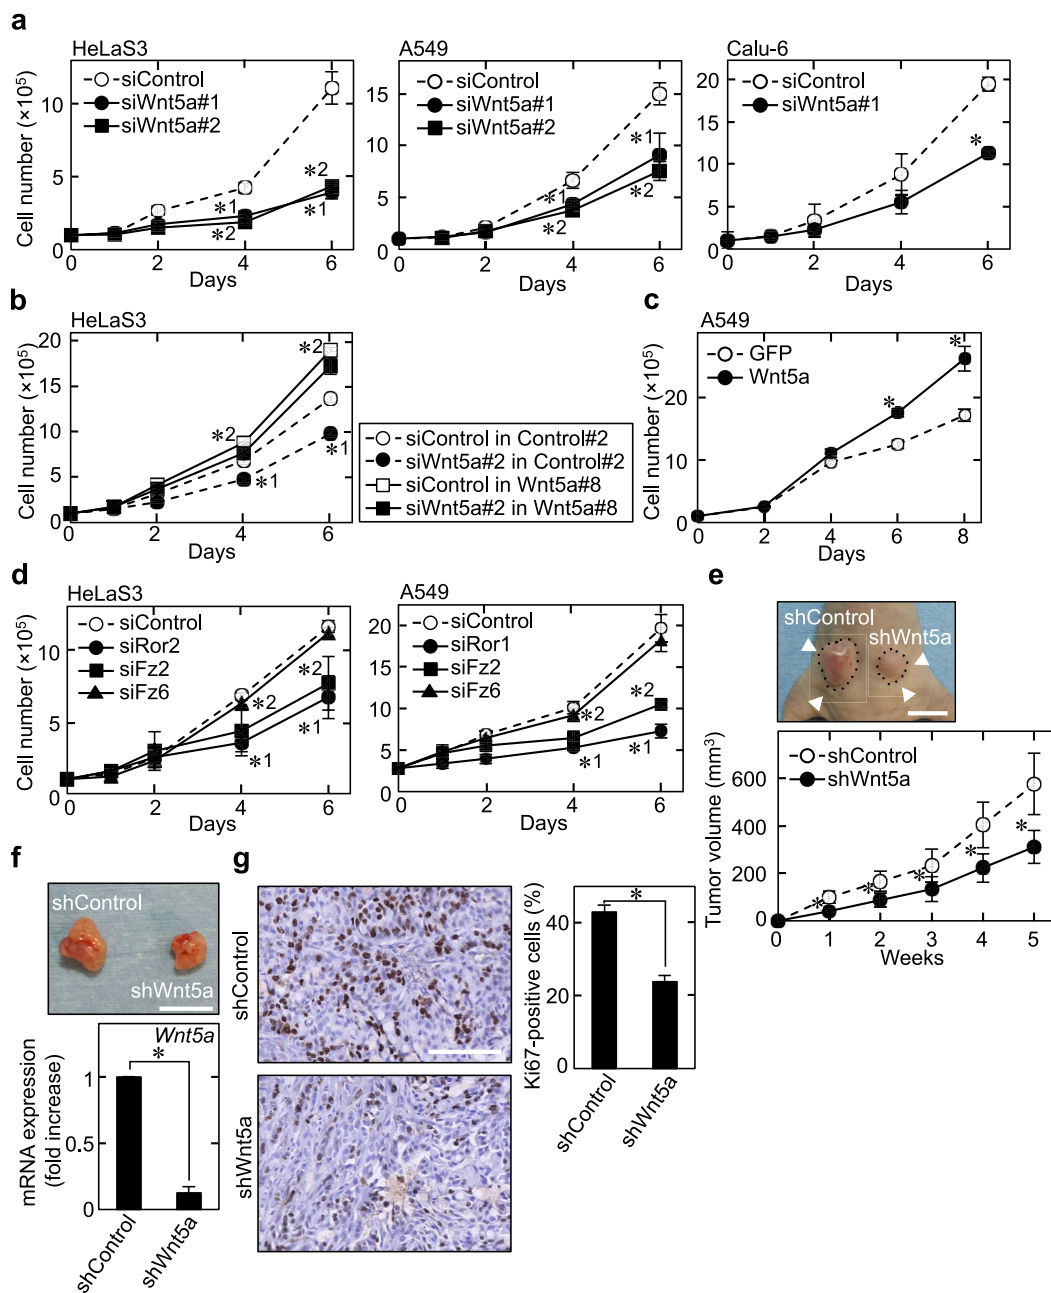 a
HeLaS3
Cell number (×10⁵)
10
5
0
siControl
siWnt5a#1
siWnt5a#2
*2
*1
*1
*2
0 2 4 6
Days
A549
15
10
5
0
siControl
siWnt5a#1
siWnt5a#2
*1
*1
*2
*2
0 2 4 6
Days
Calu-6
20
15
10
5
0
siControl
siWnt5a#1
*
0 2 4 6
Days
b
HeLaS3
Cell number (×10⁵)
20
15
10
5
0
*2
*2
*1
*1
0 2 4 6
Days
siControl in Control#2
siWnt5a#2 in Control#2
siControl in Wnt5a#8
siWnt5a#2 in Wnt5a#8
c
A549
Cell number (×10⁵)
20
10
0
GFP
Wnt5a
*
*
0 2 4 6 8
Days
d
HeLaS3
Cell number (×10⁵)
10
5
0
siControl
siRor2
siFz2
siFz6
*2
*2
*1
*1
0 2 4 6
Days
A549
20
15
10
5
0
siControl
siRor1
siFz2
siFz6
*2
*2
*1
*1
0 2 4 6
Days
e
shControl
shWnt5a
Tumor volume (mm³)
600
400
200
0
shControl
shWnt5a
*
*
*
*
*
0 1 2 3 4 5
Weeks
f
shControl
shWnt5a
Wnt5a
mRNA expression
(fold increase)
1
0.5
0
*
shControl
shWnt5a
g
shControl
shWnt5a
Ki67-positive cells (%)
40
20
0
*
shControl
shWnt5a